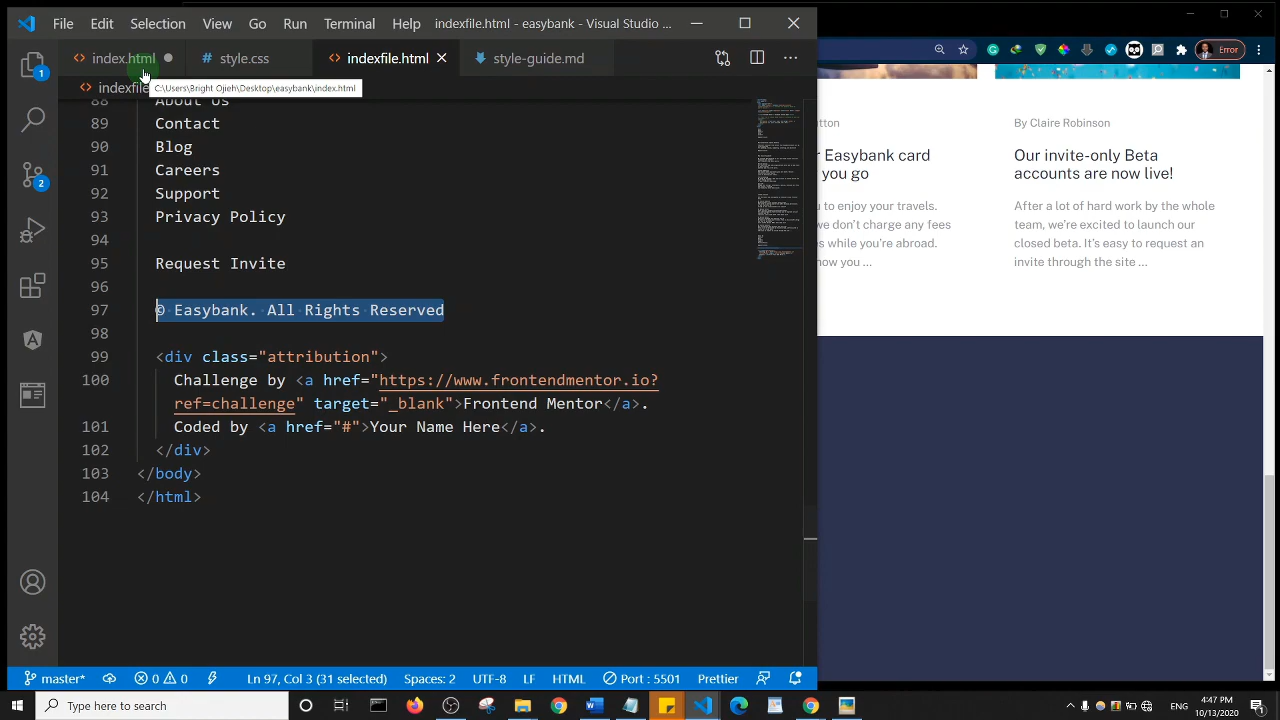 File Edit Selection View Go Run Terminal Help indexfile.html - easybank - Visual Studio ...
Error
index.html style.css indexfile.html style-guide.md
indexfile
C:\Users\Bright Ojieh\Desktop\easybank\index.html
88 About Us
89 Contact
90 Blog
91 Careers
92 Support
93 Privacy Policy
94
95 Request Invite
96
97 © Easybank. All Rights Reserved
98
99 <div class="attribution">
100 Challenge by <a href="https://www.frontendmentor.io?
ref=challenge" target="_blank">Frontend Mentor</a>.
101 Coded by <a href="#">Your Name Here</a>.
102 </div>
103 </body>
104 </html>
1
2
By Claire Robinson
Easybank card
you go
to enjoy your travels.
we don't charge any fees
while you're abroad.
you ...
Our invite-only Beta
accounts are now live!
After a lot of hard work by the whole
team, we're excited to launch our
closed beta. It's easy to request an
invite through the site ...
master* 0 0 Ln 97, Col 3 (31 selected) Spaces: 2 UTF-8 LF HTML Port : 5501 Prettier
Type here to search
ENG
4:47 PM
10/13/2020